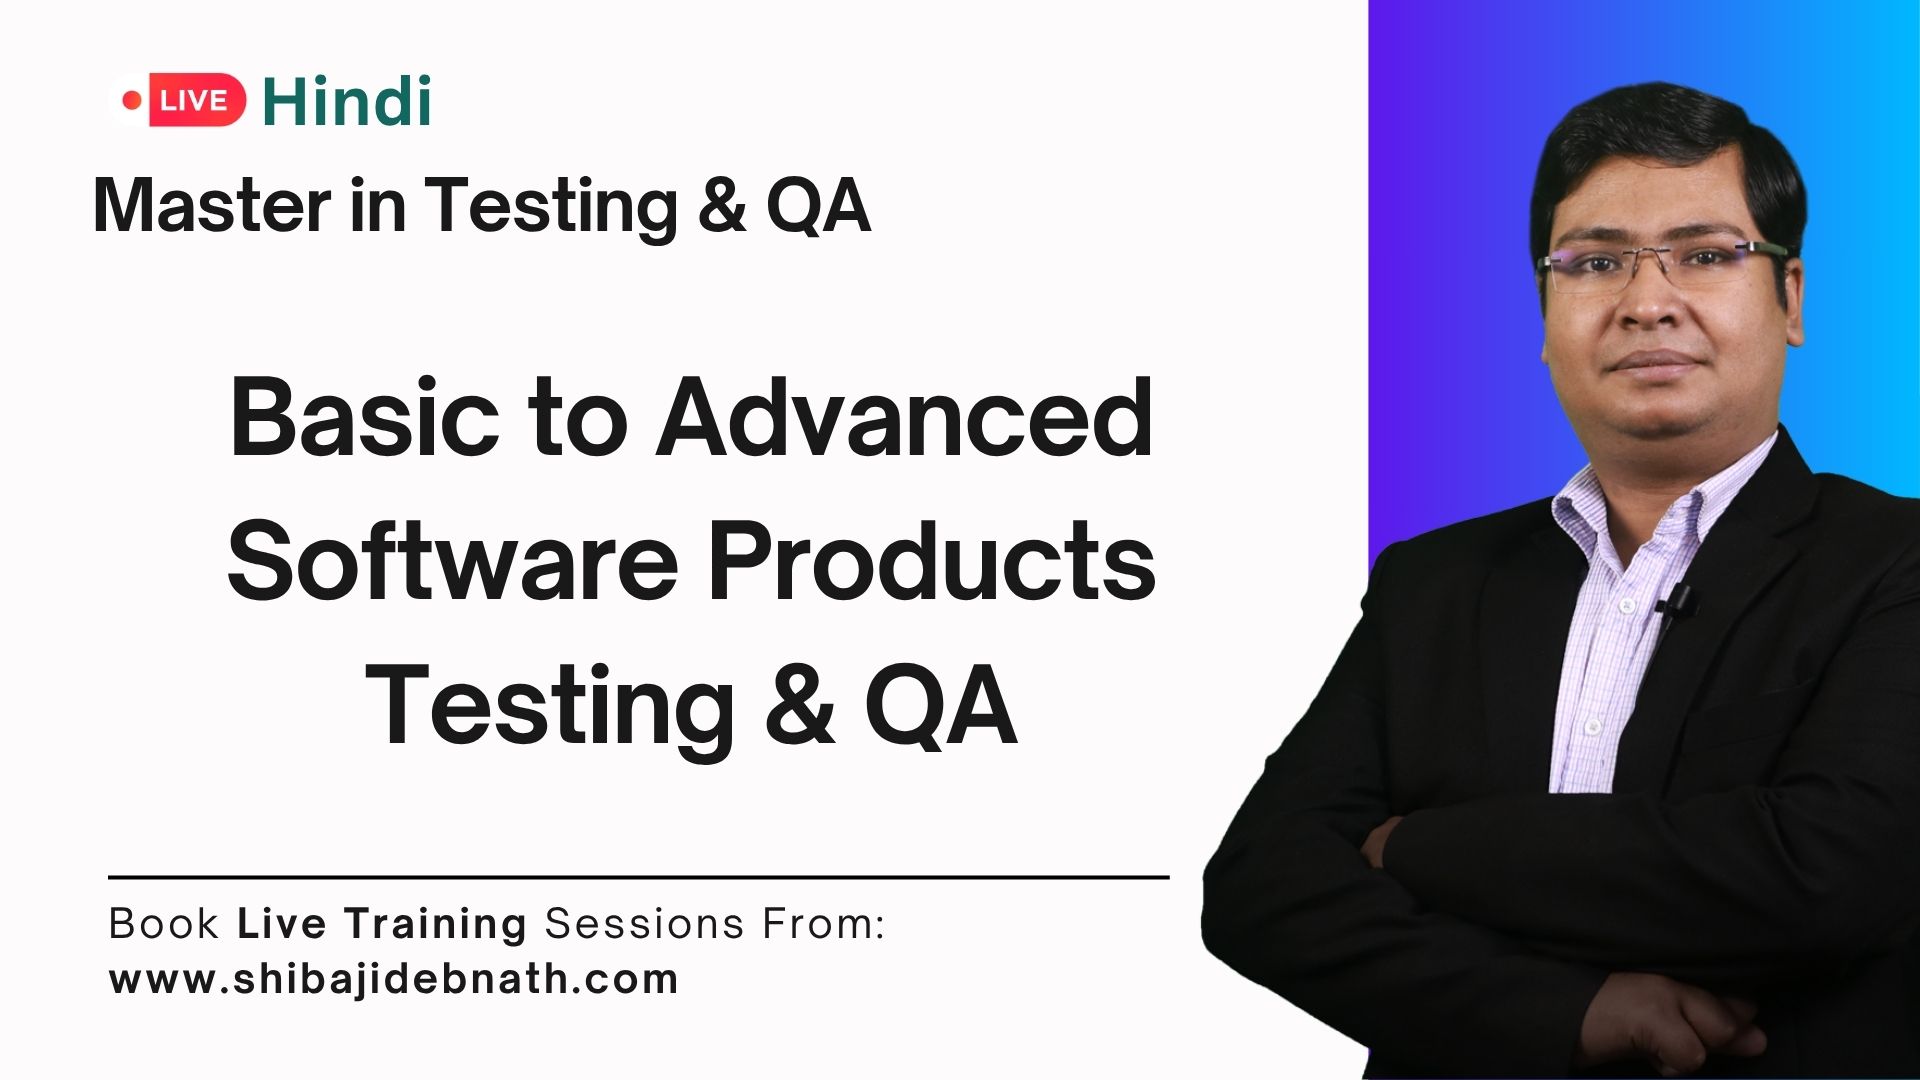 LIVE Hindi
Master in Testing & QA
Basic to Advanced
Software Products
Testing & QA
Book Live Training Sessions From:
www.shibajidebnath.com